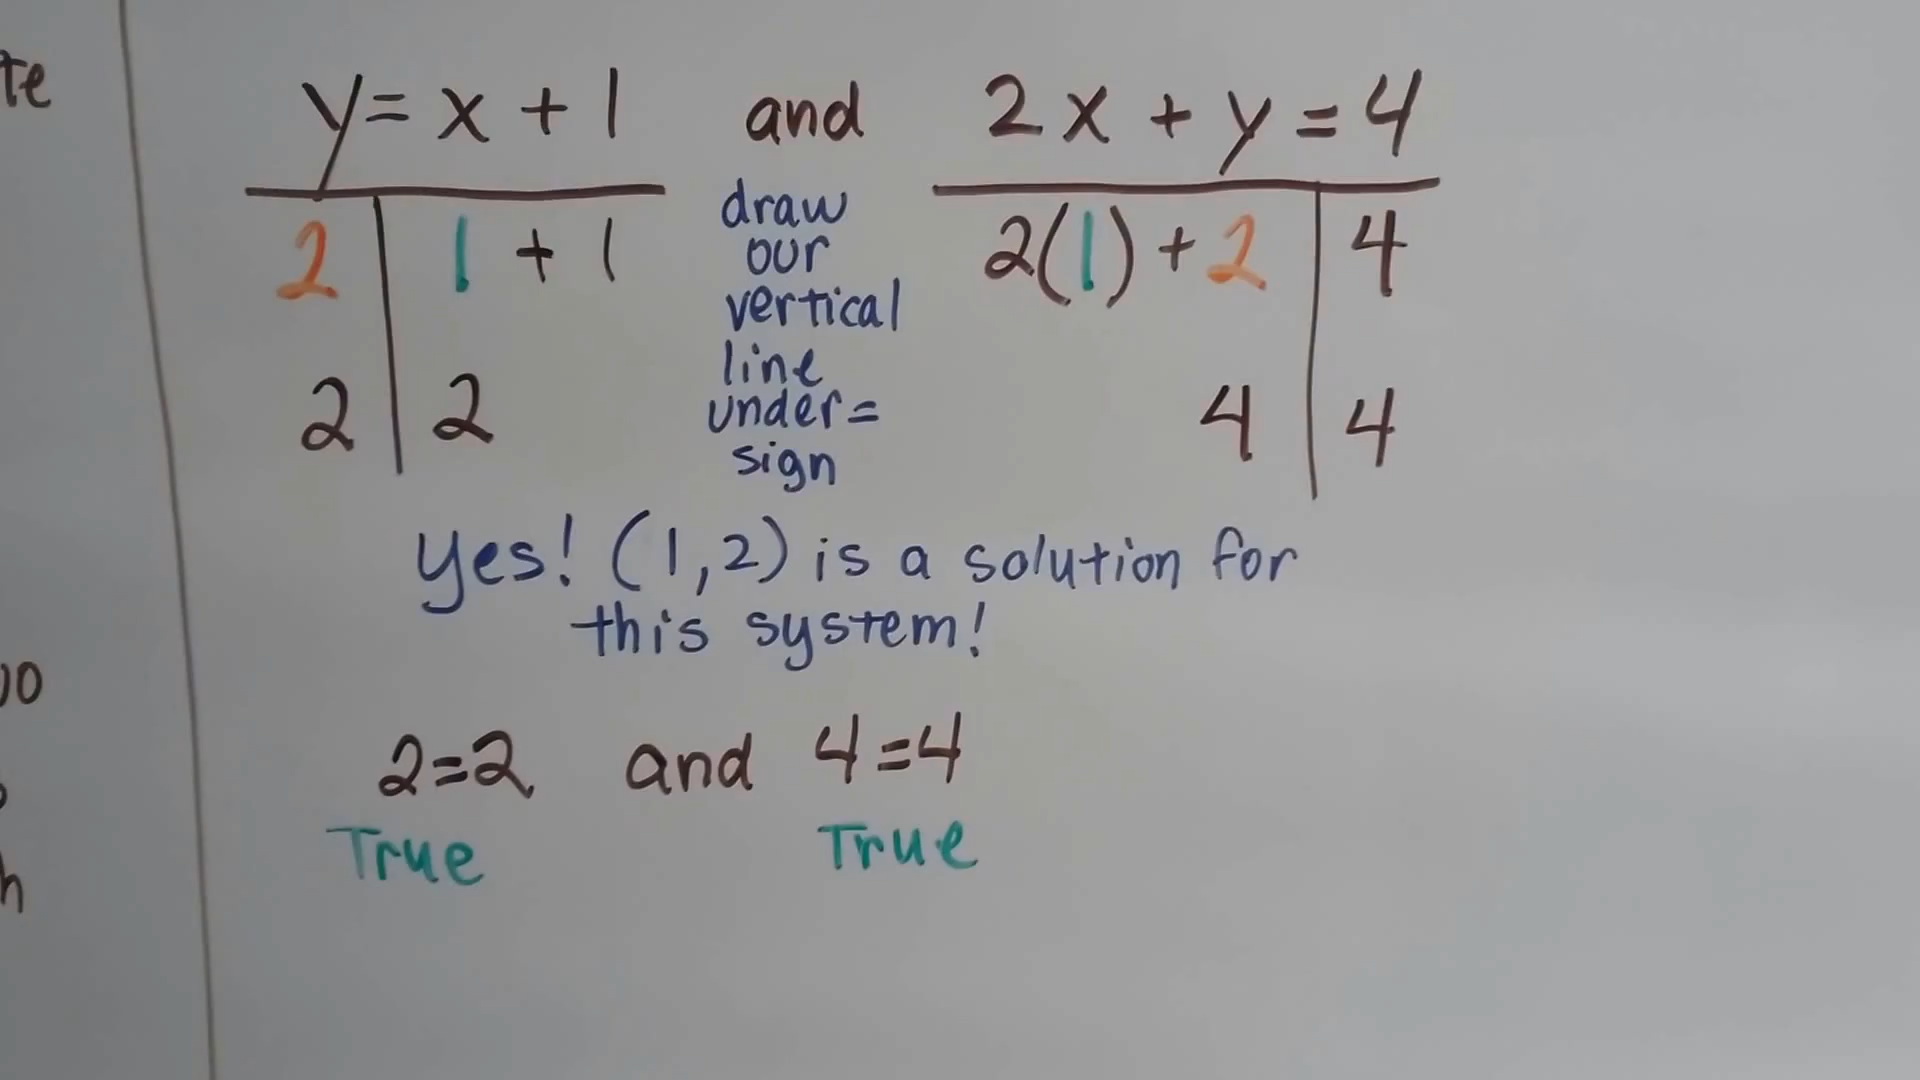 te
y = x + 1 and 2x + y = 4
2 | 1 + 1
draw
our
vertical
line
under =
sign
2(1) + 2 | 4
2 | 2
4 | 4
yes! (1,2) is a solution for
this system!
2=2 and 4=4
True True